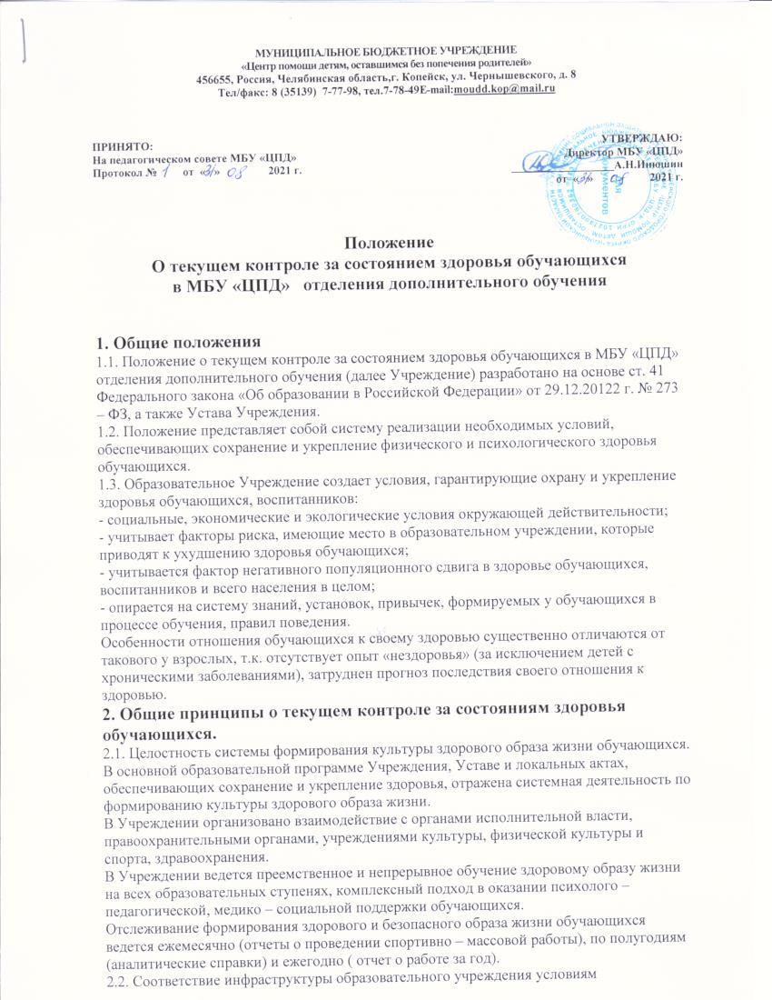 МУНИЦИПАЛЬНОЕ БЮДЖЕТНОЕ УЧРЕЖДЕНИЕ
«Центр помощи детям, оставшимся без попечения родителей»
456655, Россия, Челябинская область,г. Копейск, ул. Чернышевского, д. 8
Тел/факс: 8 (35139)  7-77-98, тел.7-78-49E-mail:moudd.kop@mail.ru
ПРИНЯТО:
На педагогическом совете МБУ «ЦПД»
Протокол № 1 от «31» 08 2021 г.
УТВЕРЖДАЮ:
Директор МБУ «ЦПД»
А.Н.Инюшин
от «31» 08 2021 г.
Для документов
Положение
О текущем контроле за состоянием здоровья обучающихся
в МБУ «ЦПД»   отделения дополнительного обучения
1. Общие положения
1.1. Положение о текущем контроле за состоянием здоровья обучающихся в МБУ «ЦПД»
отделения дополнительного обучения (далее Учреждение) разработано на основе ст. 41
Федерального закона «Об образовании в Российской Федерации» от 29.12.20122 г. № 273
– ФЗ, а также Устава Учреждения.
1.2. Положение представляет собой систему реализации необходимых условий,
обеспечивающих сохранение и укрепление физического и психологического здоровья
обучающихся.
1.3. Образовательное Учреждение создает условия, гарантирующие охрану и укрепление
здоровья обучающихся, воспитанников:
- социальные, экономические и экологические условия окружающей действительности;
- учитывает факторы риска, имеющие место в образовательном учреждении, которые
приводят к ухудшению здоровья обучающихся;
- учитывается фактор негативного популяционного сдвига в здоровье обучающихся,
воспитанников и всего населения в целом;
- опирается на систему знаний, установок, привычек, формируемых у обучающихся в
процессе обучения, правил поведения.
Особенности отношения обучающихся к своему здоровью существенно отличаются от
такового у взрослых, т.к. отсутствует опыт «нездоровья» (за исключением детей с
хроническими заболеваниями), затруднен прогноз последствия своего отношения к
здоровью.
2. Общие принципы о текущем контроле за состояниям здоровья
обучающихся.
2.1. Целостность системы формирования культуры здорового образа жизни обучающихся.
В основной образовательной программе Учреждения, Уставе и локальных актах,
обеспечивающих сохранение и укрепление здоровья, отражена системная деятельность по
формированию культуры здорового образа жизни.
В Учреждении организовано взаимодействие с органами исполнительной власти,
правоохранительными органами, учреждениями культуры, физической культуры и
спорта, здравоохранения.
В Учреждении ведется преемственное и непрерывное обучение здоровому образу жизни
на всех образовательных ступенях, комплексный подход в оказании психолого –
педагогической, медико – социальной поддержки обучающихся.
Отслеживание формирования здорового и безопасного образа жизни обучающихся
ведется ежемесячно (отчеты о проведении спортивно – массовой работы), по полугодиям
(аналитические справки) и ежегодно ( отчет о работе за год).
2.2. Соответствие инфраструктуры образовательного учреждения условиям